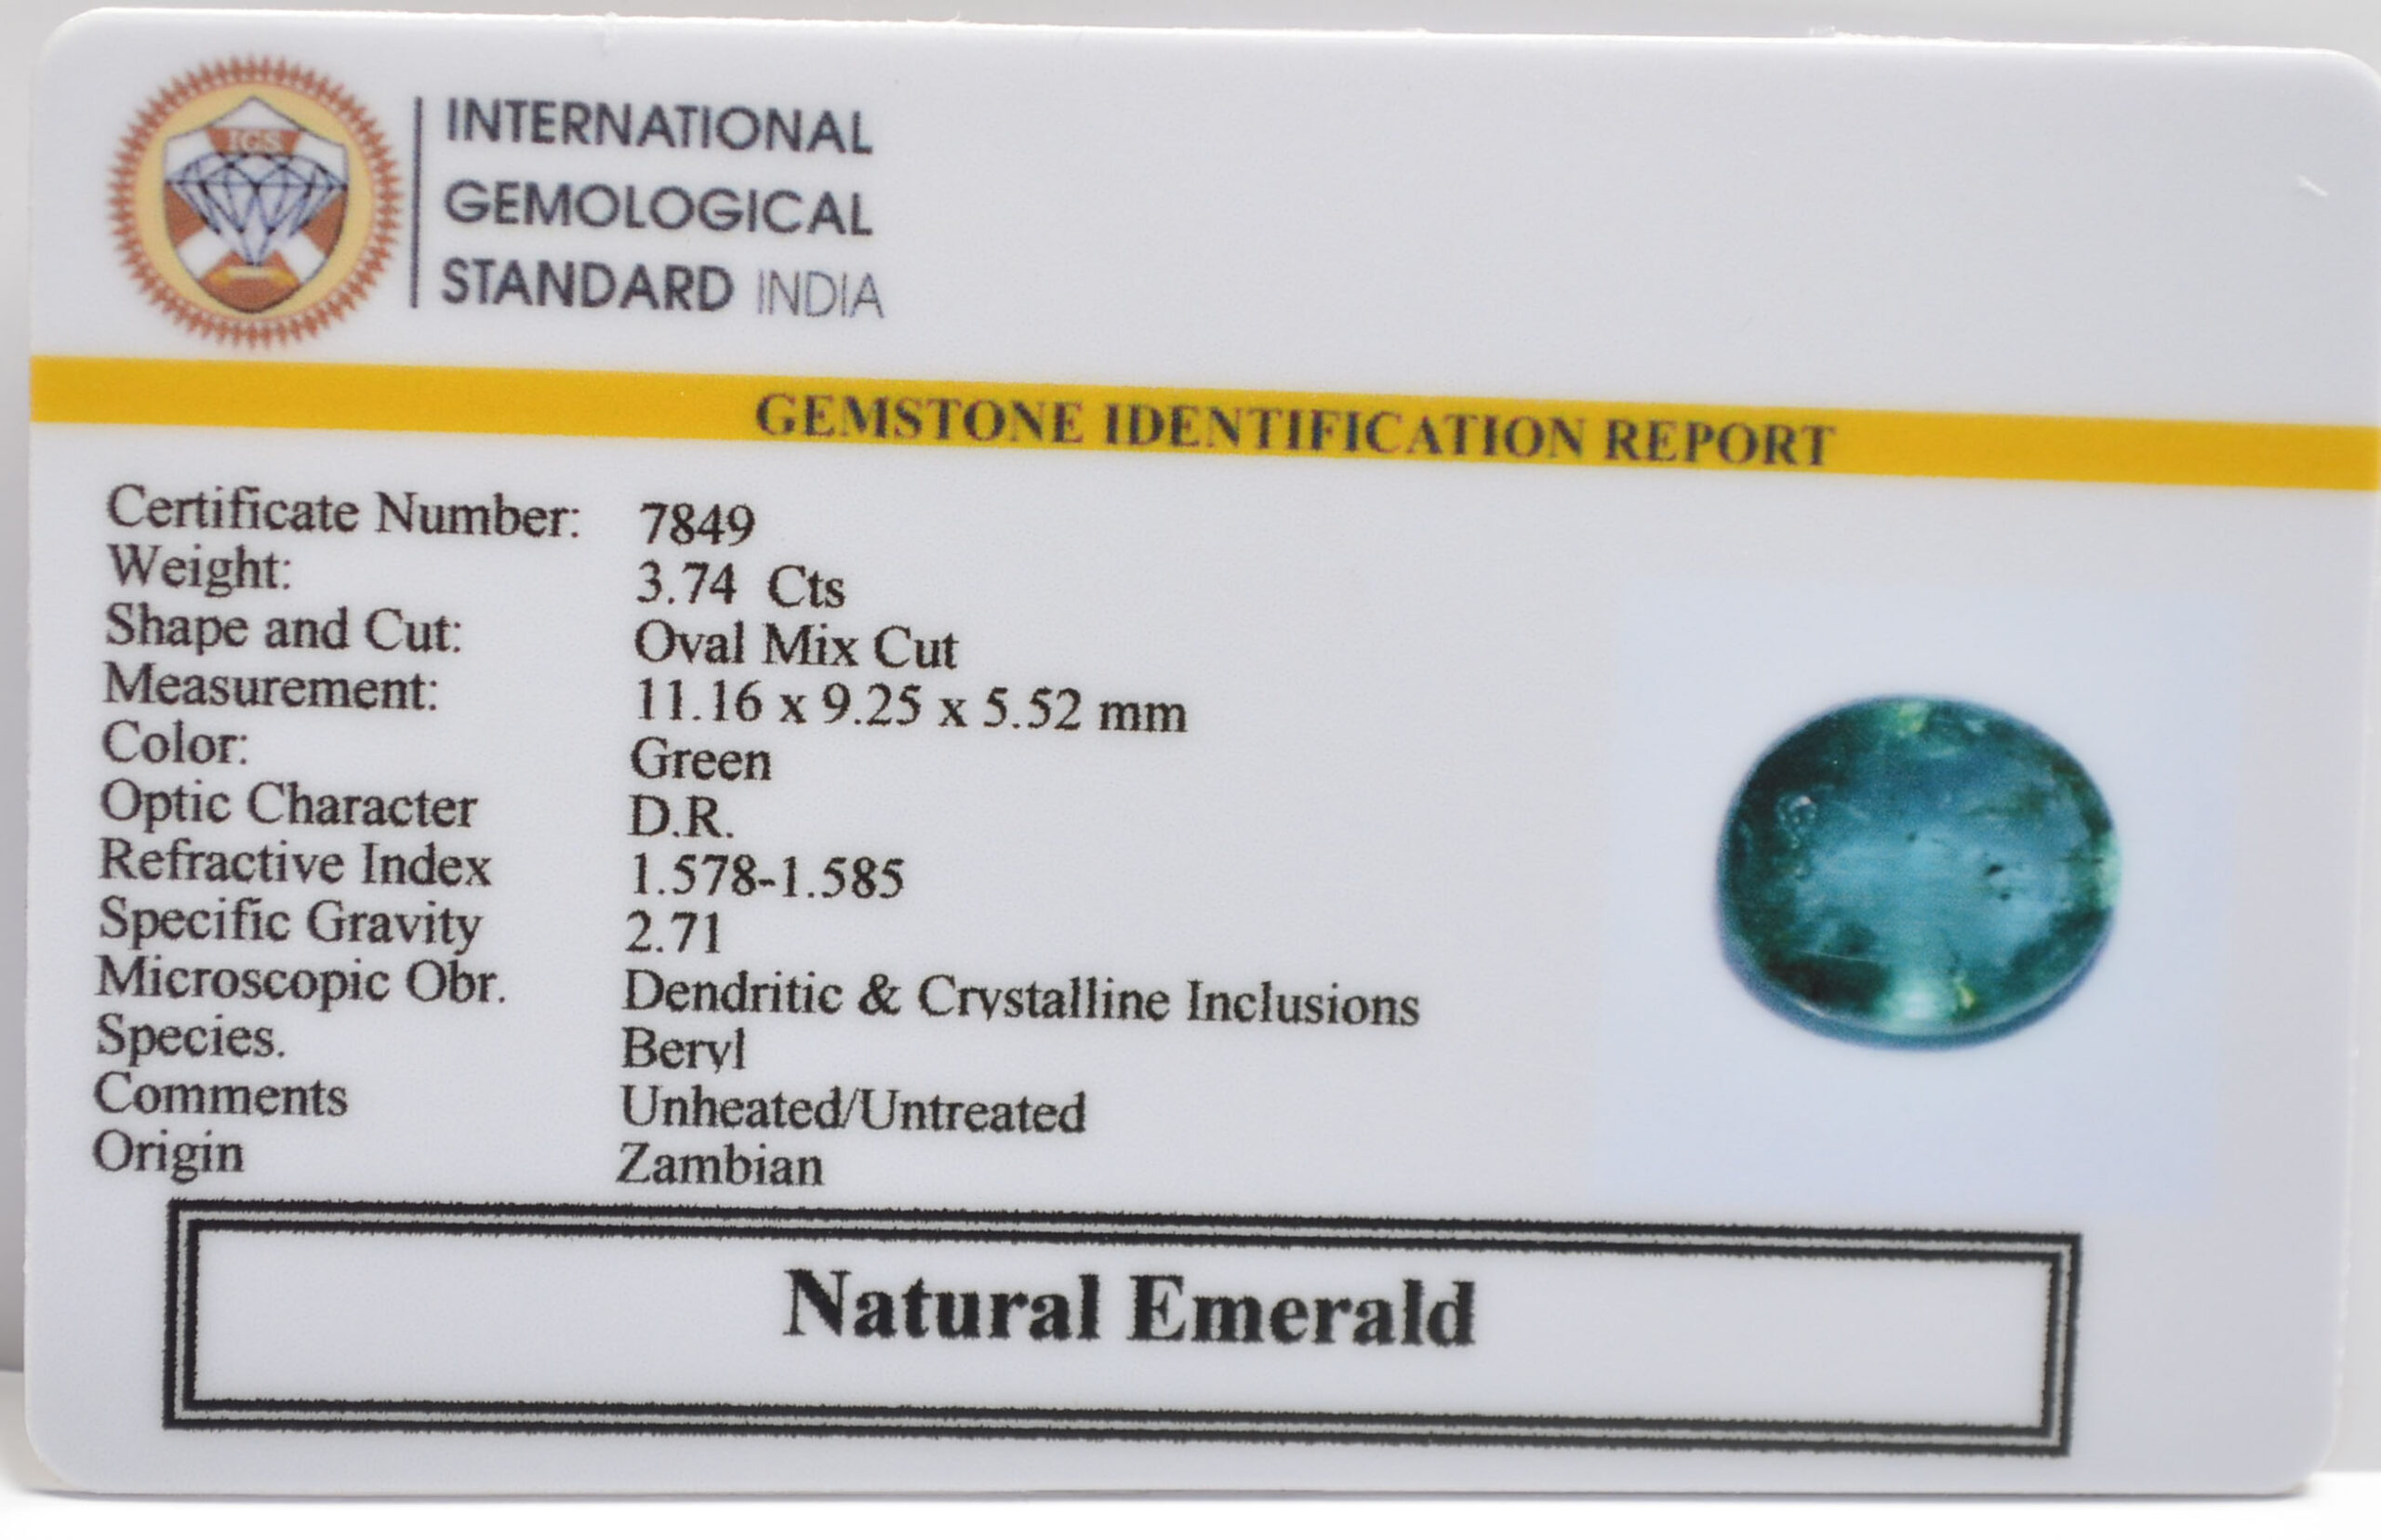 IGS
INTERNATIONAL
GEMOLOGICAL
STANDARD INDIA
GEMSTONE IDENTIFICATION REPORT
Certificate Number: 7849
Weight: 3.74 Cts
Shape and Cut: Oval Mix Cut
Measurement: 11.16 x 9.25 x 5.52 mm
Color: Green
Optic Character D.R.
Refractive Index 1.578-1.585
Specific Gravity 2.71
Microscopic Obr. Dendritic & Crystalline Inclusions
Species. Beryl
Comments Unheated/Untreated
Origin Zambian
Natural Emerald